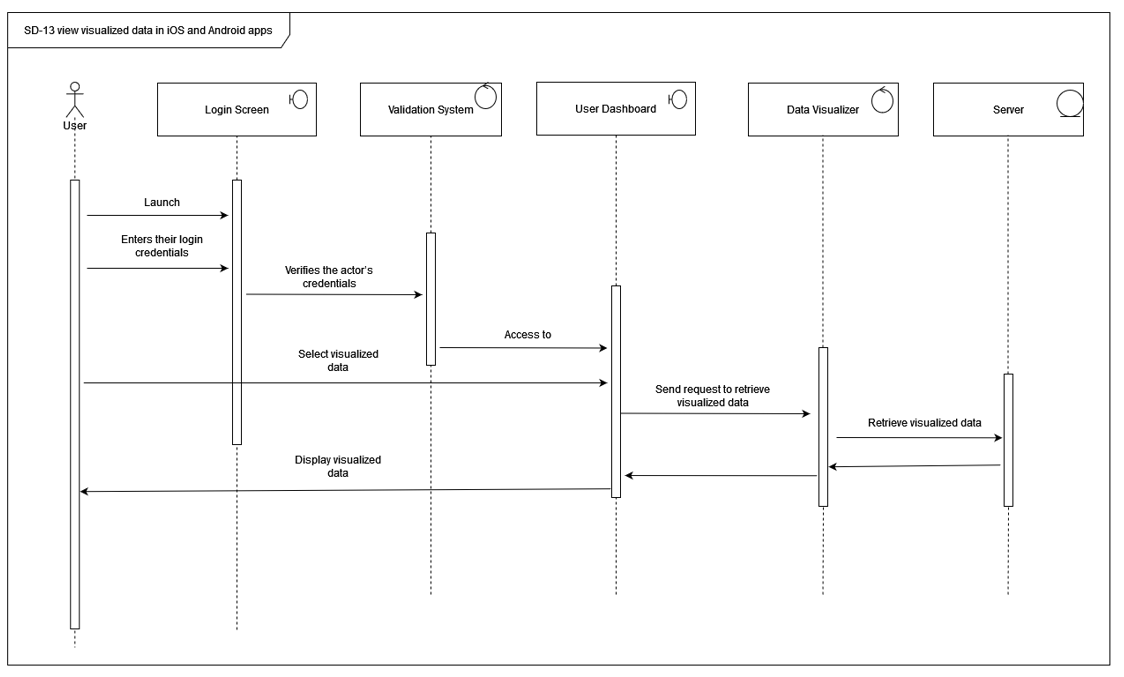 SD-13 view visualized data in iOS and Android apps
User
Login Screen
Validation System
User Dashboard
Data Visualizer
Server
Launch
Enters their login
credentials
Verifies the actor's
credentials
Access to
Select visualized
data
Send request to retrieve
visualized data
Retrieve visualized data
Display visualized
data